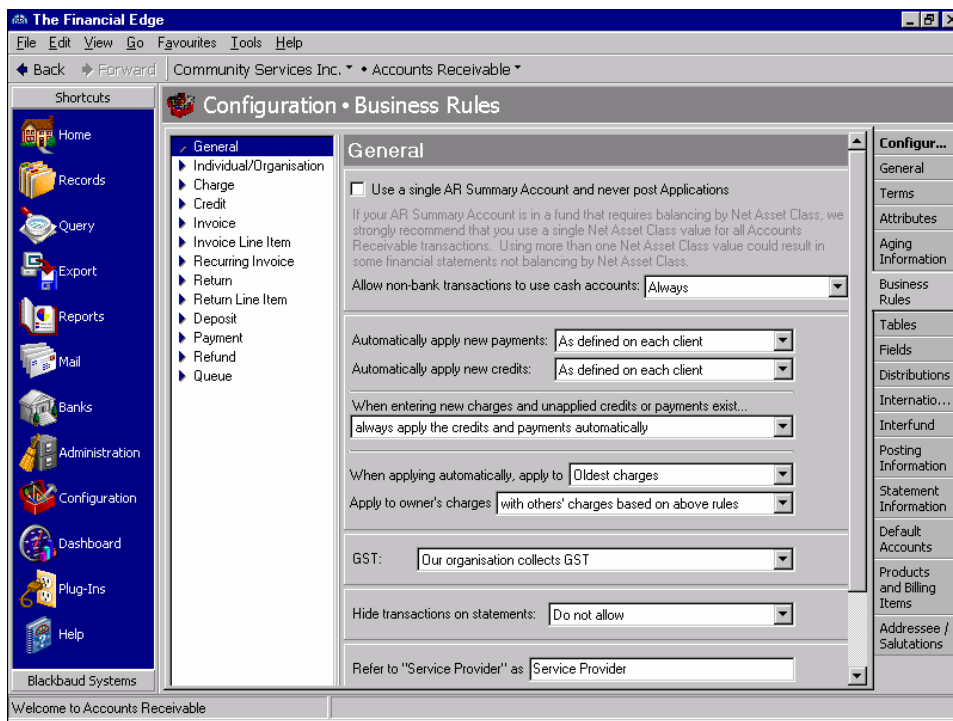 The Financial Edge
File Edit View Go Favourites Tools Help
Back Forward Community Services Inc. • Accounts Receivable
Shortcuts
Home
Records
Query
Export
Reports
Mail
Banks
Administration
Configuration
Dashboard
Plug-Ins
Help
Blackbaud Systems
Configuration • Business Rules
General
Individual/Organisation
Charge
Credit
Invoice
Invoice Line Item
Recurring Invoice
Return
Return Line Item
Deposit
Payment
Refund
Queue
General
Use a single AR Summary Account and never post Applications
If your AR Summary Account is in a fund that requires balancing by Net Asset Class, we
strongly recommend that you use a single Net Asset Class value for all Accounts
Receivable transactions. Using more than one Net Asset Class value could result in
some financial statements not balancing by Net Asset Class.
Allow non-bank transactions to use cash accounts: Always
Automatically apply new payments: As defined on each client
Automatically apply new credits: As defined on each client
When entering new charges and unapplied credits or payments exist...
always apply the credits and payments automatically
When applying automatically, apply to Oldest charges
Apply to owner's charges with others' charges based on above rules
GST: Our organisation collects GST
Hide transactions on statements: Do not allow
Refer to "Service Provider" as Service Provider
Configur...
General
Terms
Attributes
Aging
Information
Business
Rules
Tables
Fields
Distributions
Internatio...
Interfund
Posting
Information
Statement
Information
Default
Accounts
Products
and Billing
Items
Addressee /
Salutations
Welcome to Accounts Receivable